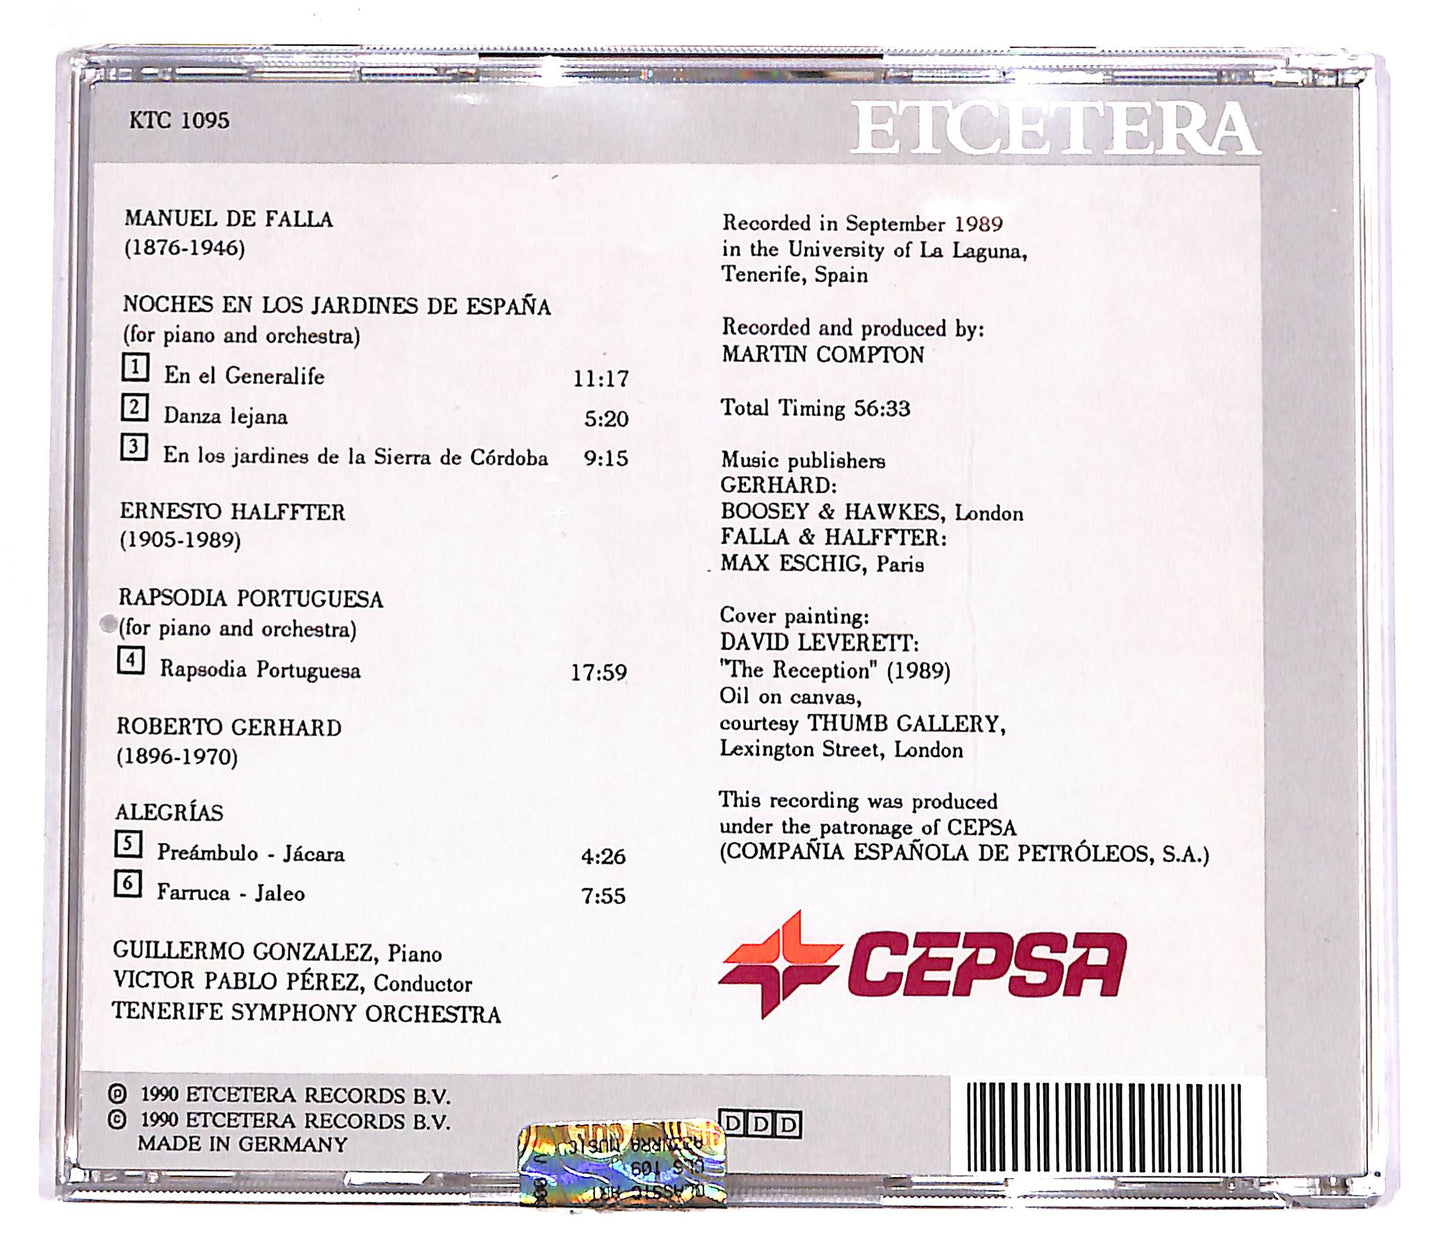 KTC 1095
ETCETERA
MANUEL DE FALLA
(1876-1946)
NOCHES EN LOS JARDINES DE ESPAÑA
(for piano and orchestra)
1 En el Generalife 11:17
2 Danza lejana 5:20
3 En los jardines de la Sierra de Córdoba 9:15
ERNESTO HALFFTER
(1905-1989)
RAPSODIA PORTUGUESA
(for piano and orchestra)
4 Rapsodia Portuguesa 17:59
ROBERTO GERHARD
(1896-1970)
ALEGRÍAS
5 Preámbulo - Jácara 4:26
6 Farruca - Jaleo 7:55
GUILLERMO GONZALEZ, Piano
VICTOR PABLO PÉREZ, Conductor
TENERIFE SYMPHONY ORCHESTRA
Recorded in September 1989
in the University of La Laguna,
Tenerife, Spain
Recorded and produced by:
MARTIN COMPTON
Total Timing 56:33
Music publishers
GERHARD:
BOOSEY & HAWKES, London
FALLA & HALFFTER:
MAX ESCHIG, Paris
Cover painting:
DAVID LEVERETT:
"The Reception" (1989)
Oil on canvas,
courtesy THUMB GALLERY,
Lexington Street, London
This recording was produced
under the patronage of CEPSA
(COMPAÑIA ESPAÑOLA DE PETRÓLEOS, S.A.)
CEPSA
Ⓟ 1990 ETCETERA RECORDS B.V.
© 1990 ETCETERA RECORDS B.V.
MADE IN GERMANY
DDD
CLASSIC ART
109
AZZURRA MUSIC